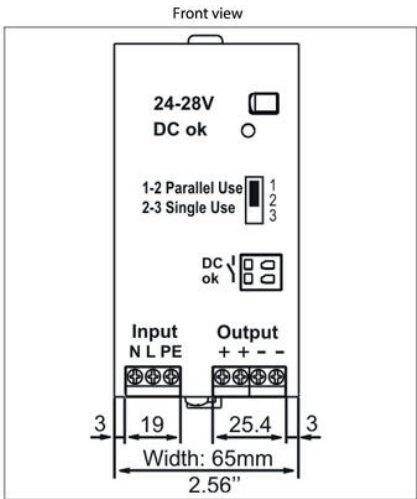 Front view
24-28V
DC ok
1-2 Parallel Use
2-3 Single Use
1
2
3
DC
ok
Input
Output
N L PE
+ + - -
3
19
25.4
3
Width: 65mm
2.56"